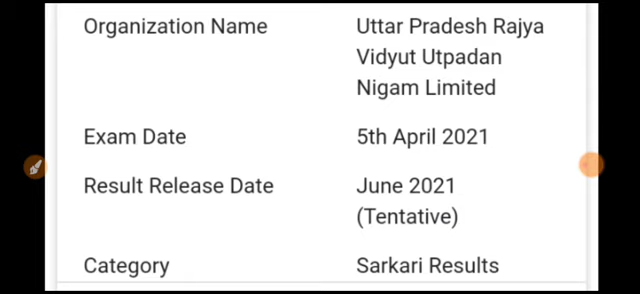 Organization Name Uttar Pradesh Rajya
Vidyut Utpadan
Nigam Limited
Exam Date 5th April 2021
Result Release Date June 2021
(Tentative)
Category Sarkari Results